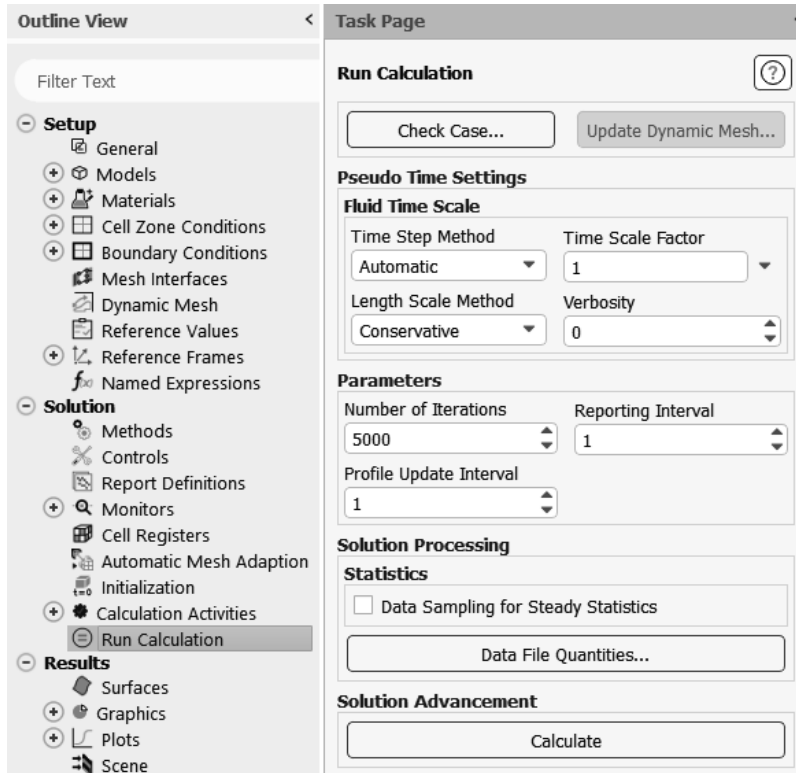 Outline View
<
Filter Text
Setup
General
Models
Materials
Cell Zone Conditions
Boundary Conditions
Mesh Interfaces
Dynamic Mesh
Reference Values
Reference Frames
Named Expressions
Solution
Methods
Controls
Report Definitions
Monitors
Cell Registers
Automatic Mesh Adaption
Initialization
Calculation Activities
Run Calculation
Results
Surfaces
Graphics
Plots
Scene
Task Page
Run Calculation
?
Check Case... Update Dynamic Mesh...
Pseudo Time Settings
Fluid Time Scale
Time Step Method Time Scale Factor
Automatic 1
Length Scale Method Verbosity
Conservative 0
Parameters
Number of Iterations Reporting Interval
5000 1
Profile Update Interval
1
Solution Processing
Statistics
Data Sampling for Steady Statistics
Data File Quantities...
Solution Advancement
Calculate